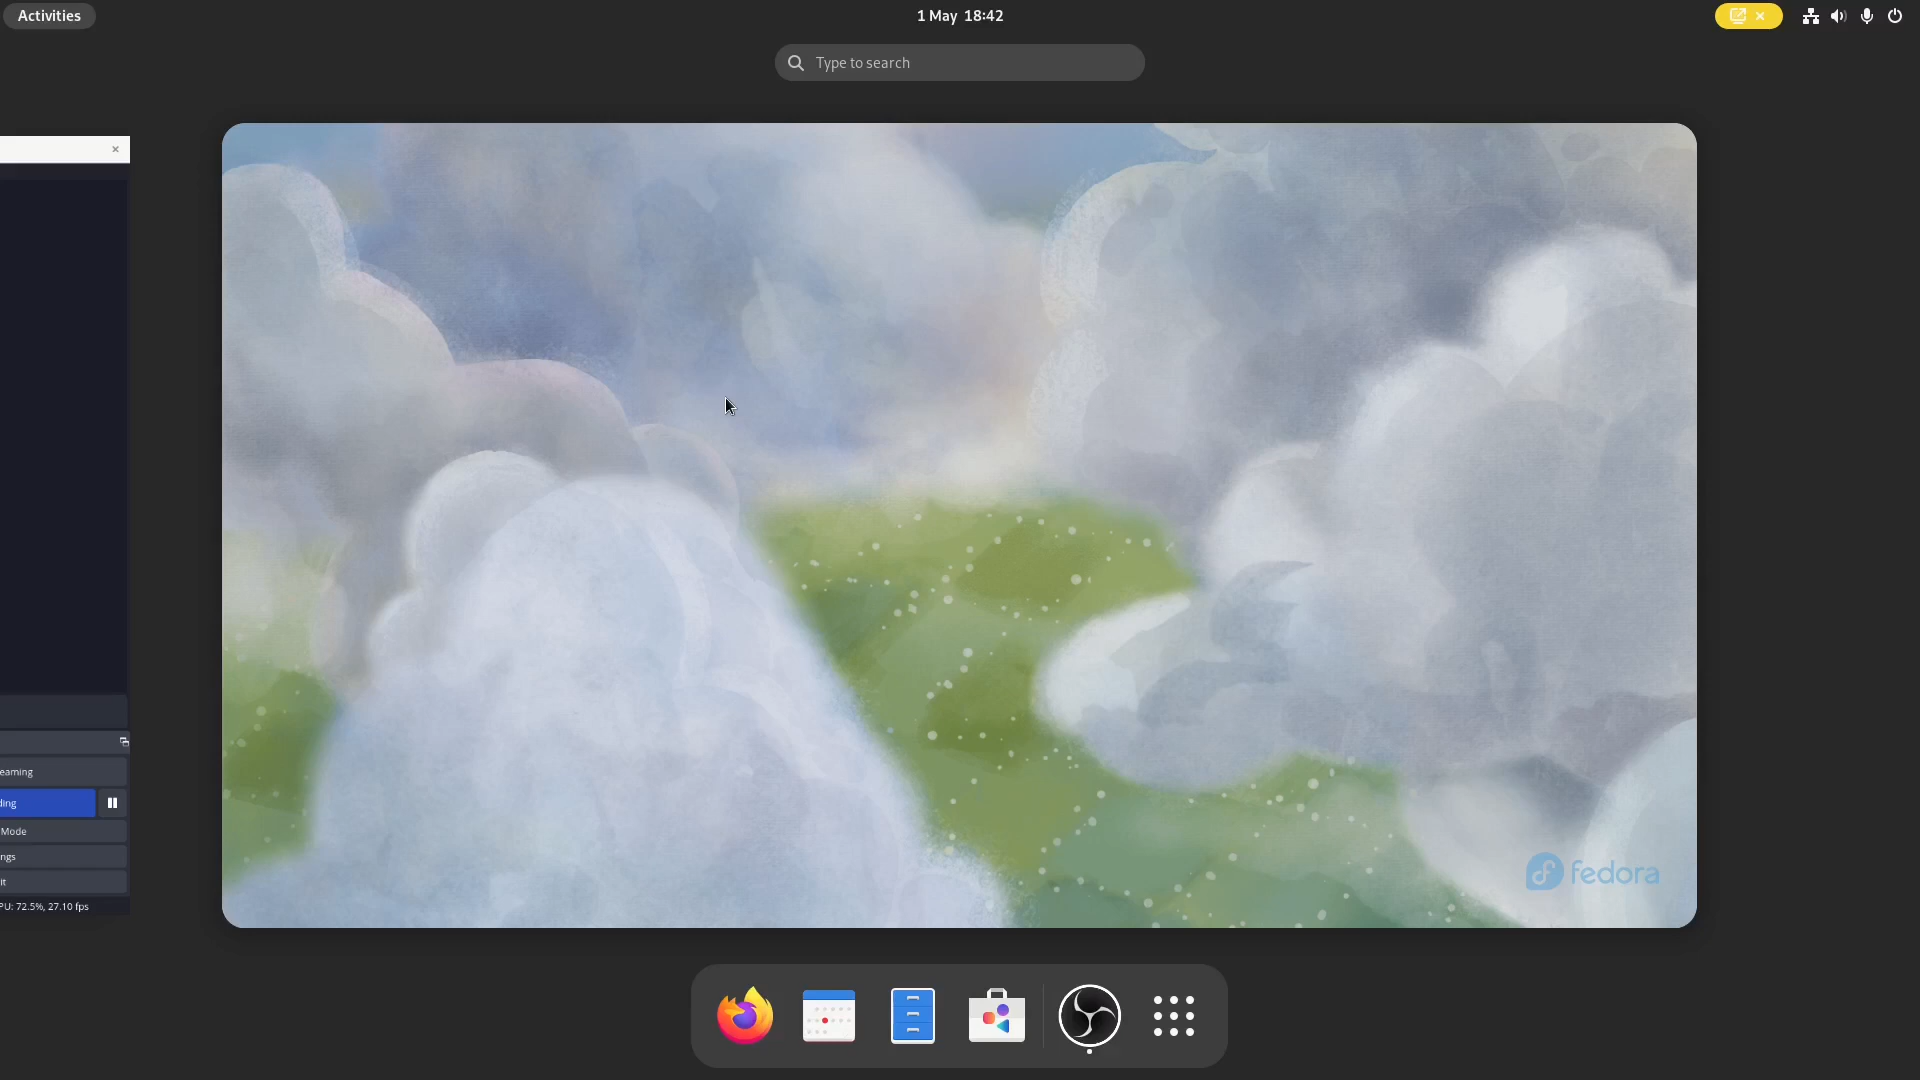 Activities
1 May 18:42
Type to search
eaming
ding
Mode
ngs
it
PU: 72.5%, 27.10 fps
fedora